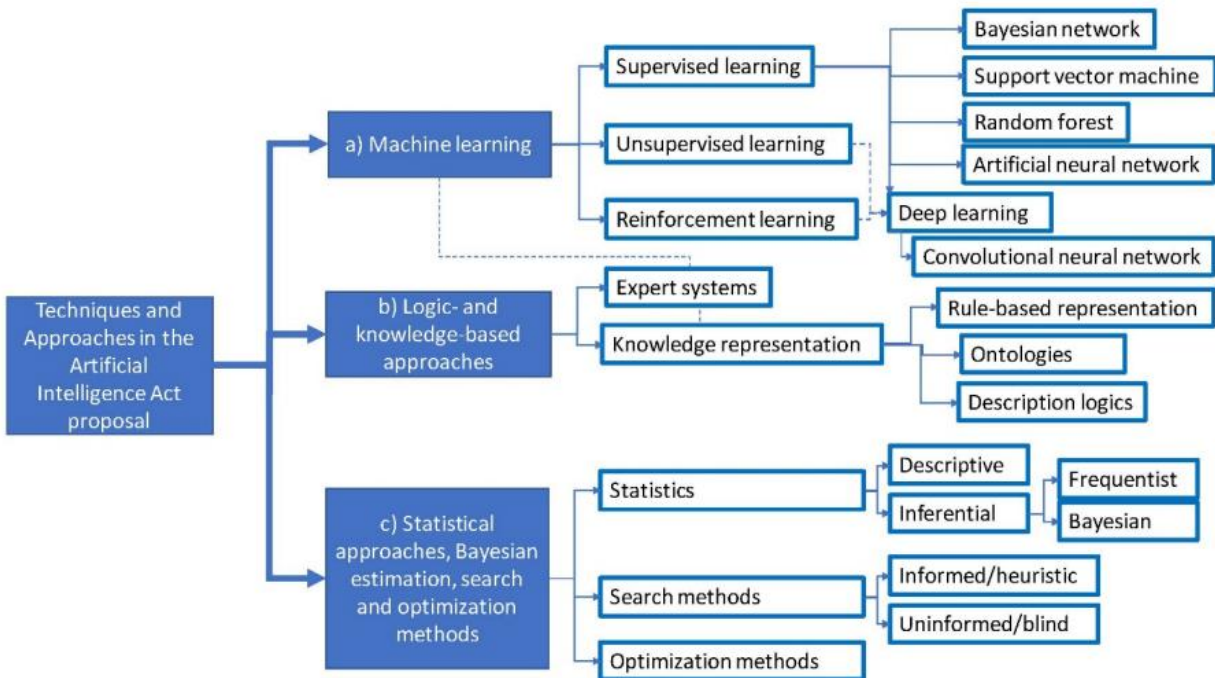 Techniques and
Approaches in the
Artificial
Intelligence Act
proposal
a) Machine learning
Supervised learning
Bayesian network
Support vector machine
Random forest
Artificial neural network
Unsupervised learning
Reinforcement learning
Deep learning
Convolutional neural network
b) Logic- and
knowledge-based
approaches
Expert systems
Knowledge representation
Rule-based representation
Ontologies
Description logics
c) Statistical
approaches, Bayesian
estimation, search
and optimization
methods
Statistics
Descriptive
Inferential
Frequentist
Bayesian
Search methods
Informed/heuristic
Uninformed/blind
Optimization methods